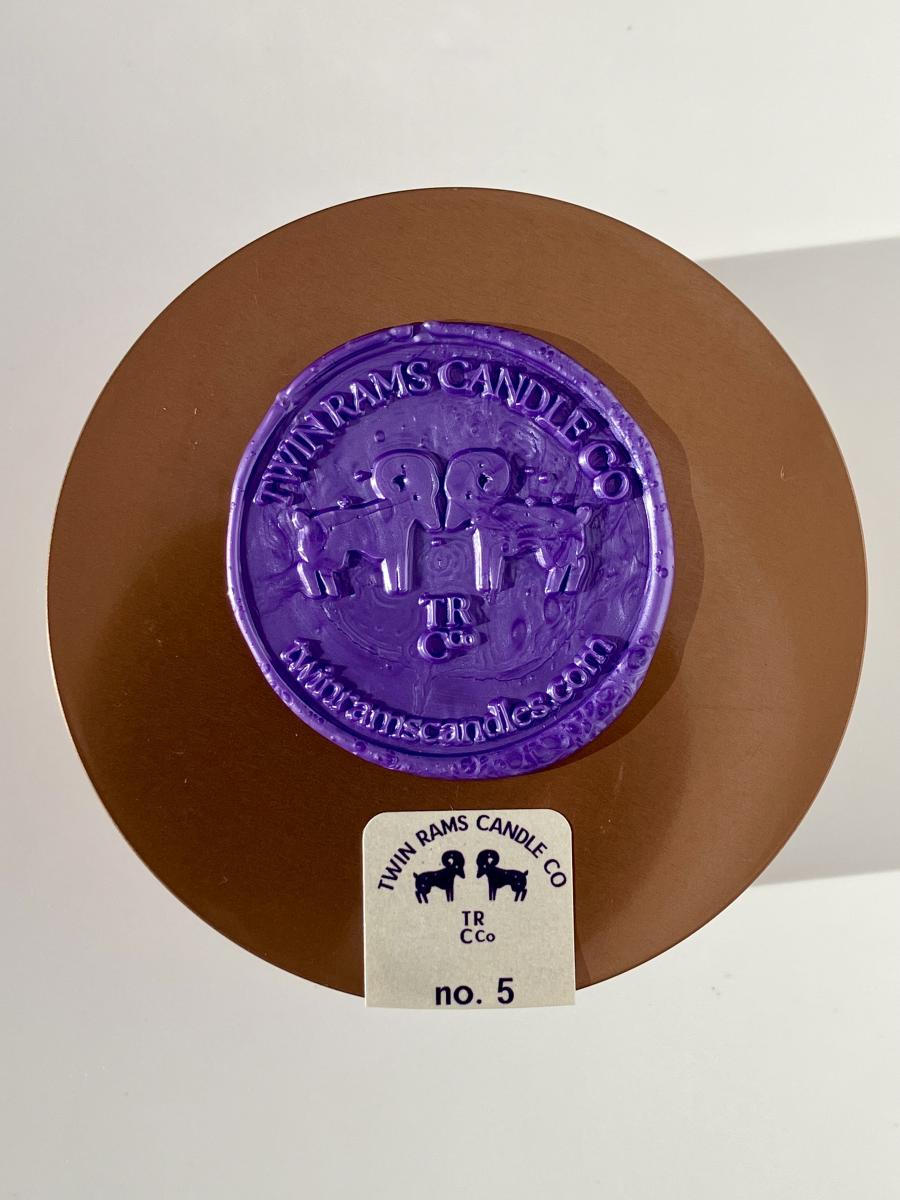 TWIN RAMS CANDLE CO
TR
CCo
twinramscandles.com
TWIN RAMS CANDLE CO
TR
CCo
no. 5